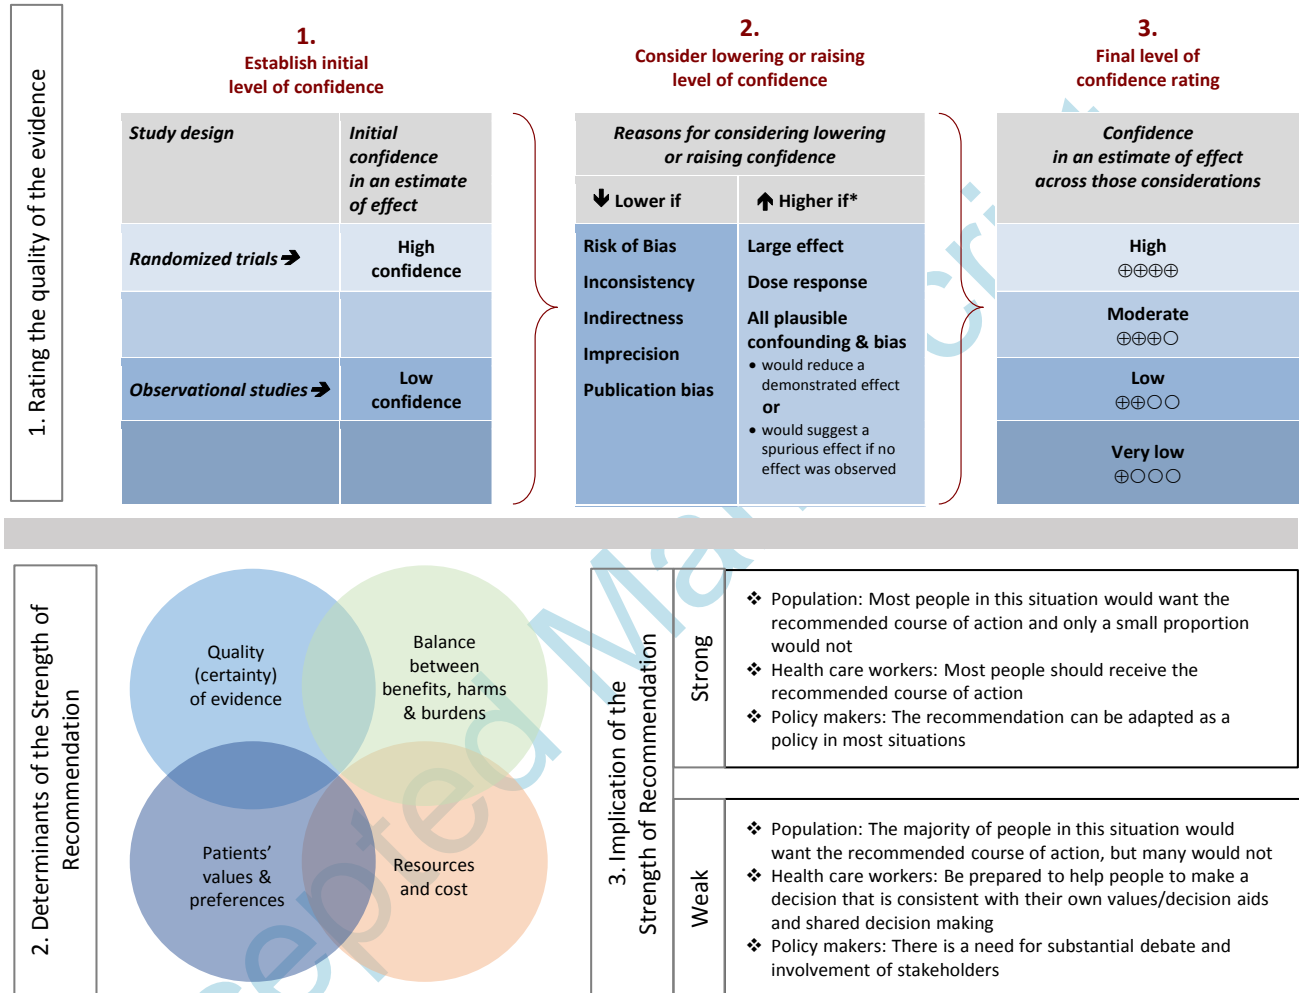 1. Rating the quality of the evidence
1.
Establish initial
level of confidence
2.
Consider lowering or raising
level of confidence
3.
Final level of
confidence rating
Study design
Initial
confidence
in an estimate
of effect
Randomized trials ➔
High
confidence
Observational studies ➔
Low
confidence
Reasons for considering lowering
or raising confidence
🡇 Lower if
🡅 Higher if*
Risk of Bias
Inconsistency
Indirectness
Imprecision
Publication bias
Large effect
Dose response
All plausible
confounding & bias
• would reduce a
demonstrated effect
or
• would suggest a
spurious effect if no
effect was observed
Confidence
in an estimate of effect
across those considerations
High
⊕⊕⊕⊕
Moderate
⊕⊕⊕○
Low
⊕⊕○○
Very low
⊕○○○
2. Determinants of the Strength of
Recommendation
Quality
(certainty)
of evidence
Balance
between
benefits, harms
& burdens
Patients’
values &
preferences
Resources
and cost
3. Implication of the
Strength of Recommendation
Strong
❖ Population: Most people in this situation would want the
recommended course of action and only a small proportion
would not
❖ Health care workers: Most people should receive the
recommended course of action
❖ Policy makers: The recommendation can be adapted as a
policy in most situations
Weak
❖ Population: The majority of people in this situation would
want the recommended course of action, but many would not
❖ Health care workers: Be prepared to help people to make a
decision that is consistent with their own values/decision aids
and shared decision making
❖ Policy makers: There is a need for substantial debate and
involvement of stakeholders